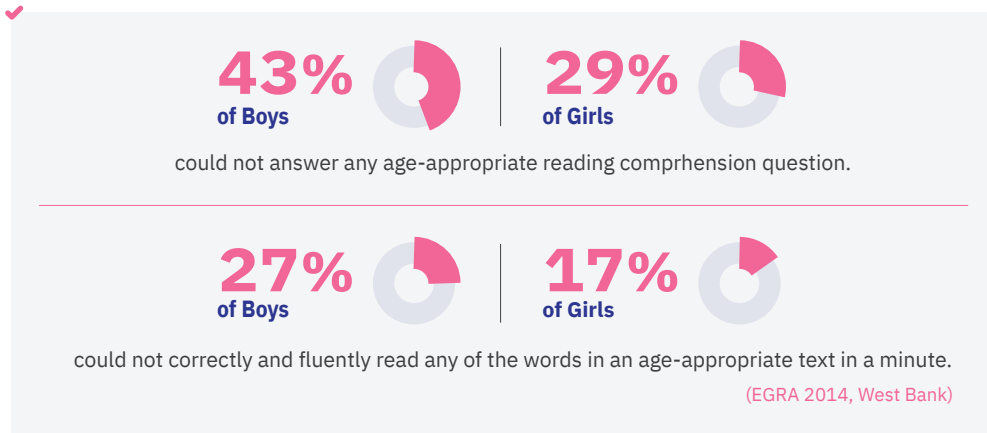 43%
of Boys
29%
of Girls
could not answer any age-appropriate reading comprhension question.
27%
of Boys
17%
of Girls
could not correctly and fluently read any of the words in an age-appropriate text in a minute.
(EGRA 2014, West Bank)